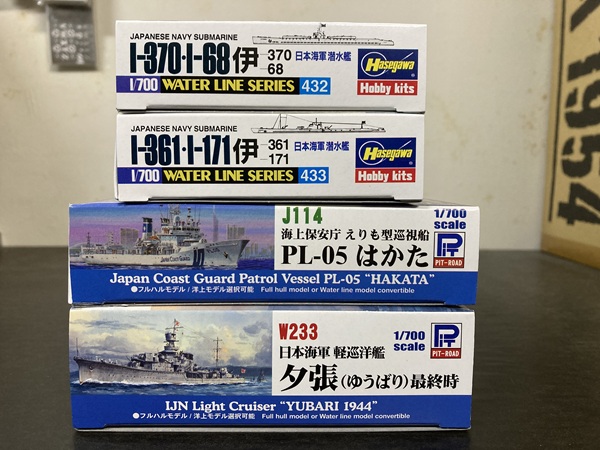 JAPANESE NAVY SUBMARINE
I-370·I-68 伊 370 68 日本海軍 潜水艦
1/700 WATER LINE SERIES 432
Hasegawa
Hobby kits
JAPANESE NAVY SUBMARINE
I-361·I-171 伊 361 171 日本海軍 潜水艦
1/700 WATER LINE SERIES 433
Hasegawa
Hobby kits
J114
1/700 scale
海上保安庁 えりも型巡視船
PL-05 はかた
PIT-ROAD
Japan Coast Guard Patrol Vessel PL-05 "HAKATA"
●フルハルモデル/洋上モデル選択可能 Full hull model or Water line model convertible
W233
1/700 scale
日本海軍 軽巡洋艦
夕張(ゆうばり)最終時
PIT-ROAD
IJN Light Cruiser "YUBARI 1944"
●フルハルモデル/洋上モデル選択可能 Full hull model or Water line model convertible
1954